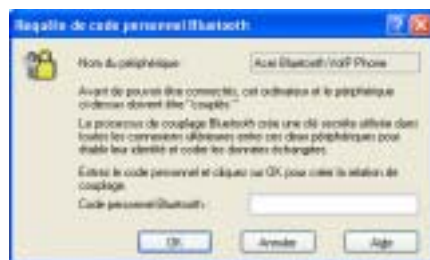 Requête de code personnel Bluetooth
Nom du périphérique : Acer Bluetooth VoIP Phone
Avant de pouvoir être connectés, cet ordinateur et le périphérique
ci-dessus doivent être "couplés."
Le processus de couplage Bluetooth crée une clé secrète utilisée dans
toutes les connexions ultérieures entre ces deux périphériques pour
établir leur identité et coder les données échangées.
Entrez le code personnel et cliquez sur OK pour créer la relation de
couplage.
Code personnel Bluetooth :
OK Annuler Aide